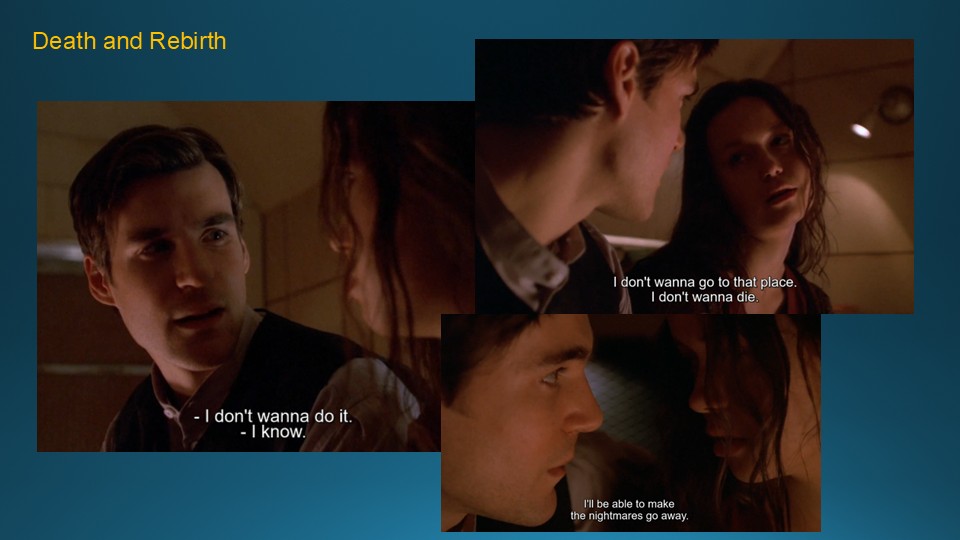 Death and Rebirth
- I don't wanna do it.
- I know.
I don't wanna go to that place.
I don't wanna die.
I'll be able to make
the nightmares go away.